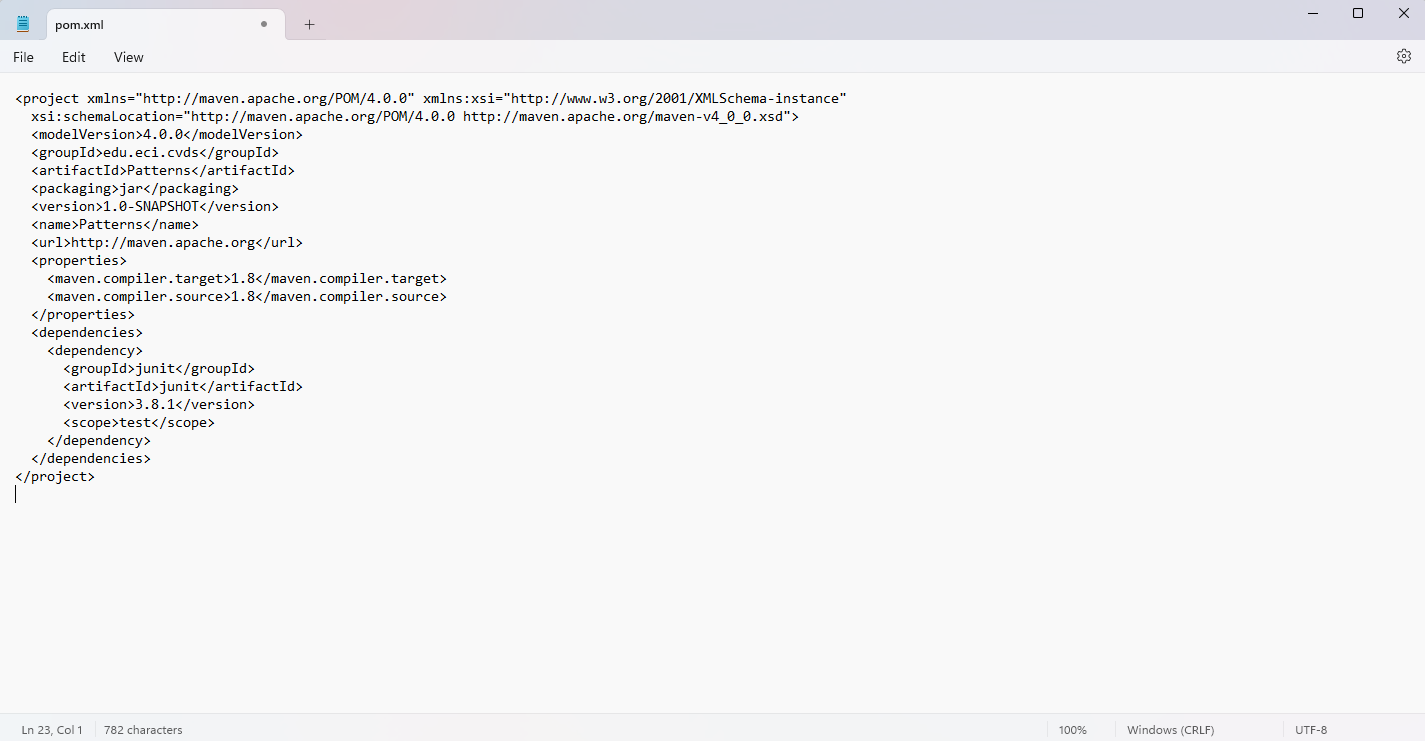 pom.xml
File Edit View
<project xmlns="http://maven.apache.org/POM/4.0.0" xmlns:xsi="http://www.w3.org/2001/XMLSchema-instance"
  xsi:schemaLocation="http://maven.apache.org/POM/4.0.0 http://maven.apache.org/maven-v4_0_0.xsd">
  <modelVersion>4.0.0</modelVersion>
  <groupId>edu.eci.cvds</groupId>
  <artifactId>Patterns</artifactId>
  <packaging>jar</packaging>
  <version>1.0-SNAPSHOT</version>
  <name>Patterns</name>
  <url>http://maven.apache.org</url>
  <properties>
    <maven.compiler.target>1.8</maven.compiler.target>
    <maven.compiler.source>1.8</maven.compiler.source>
  </properties>
  <dependencies>
    <dependency>
      <groupId>junit</groupId>
      <artifactId>junit</artifactId>
      <version>3.8.1</version>
      <scope>test</scope>
    </dependency>
  </dependencies>
</project>
Ln 23, Col 1 782 characters 100% Windows (CRLF) UTF-8